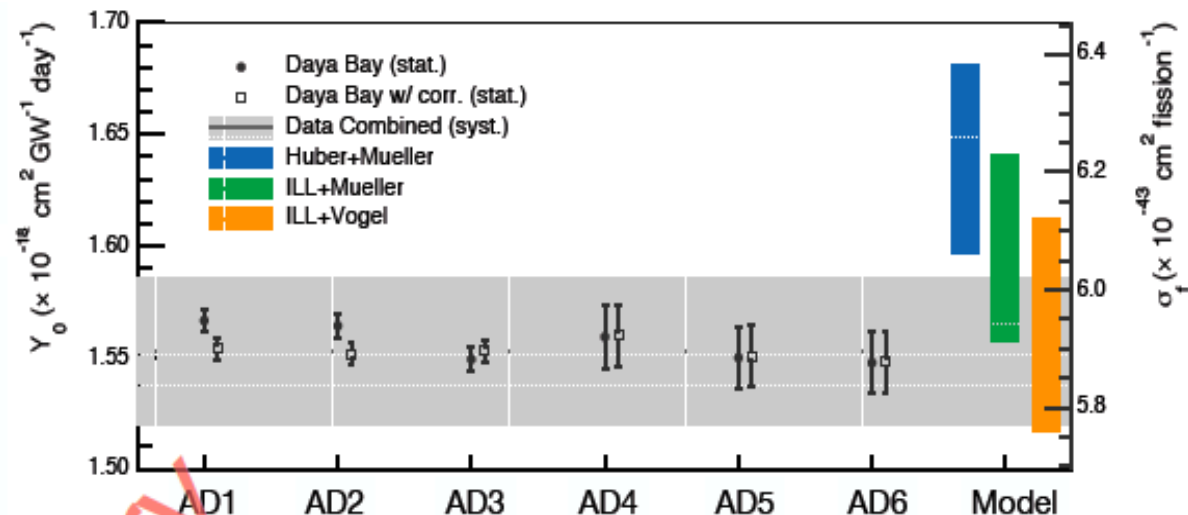 1.70
1.65
1.60
1.55
1.50
Y₀ (× 10⁻¹⁸ cm² GW⁻¹ day⁻¹)
Daya Bay (stat.)
Daya Bay w/ corr. (stat.)
Data Combined (syst.)
Huber+Mueller
ILL+Mueller
ILL+Vogel
6.4
6.2
6.0
5.8
σ_f (× 10⁻⁴³ cm² fission⁻¹)
AD1 AD2 AD3 AD4 AD5 AD6 Model